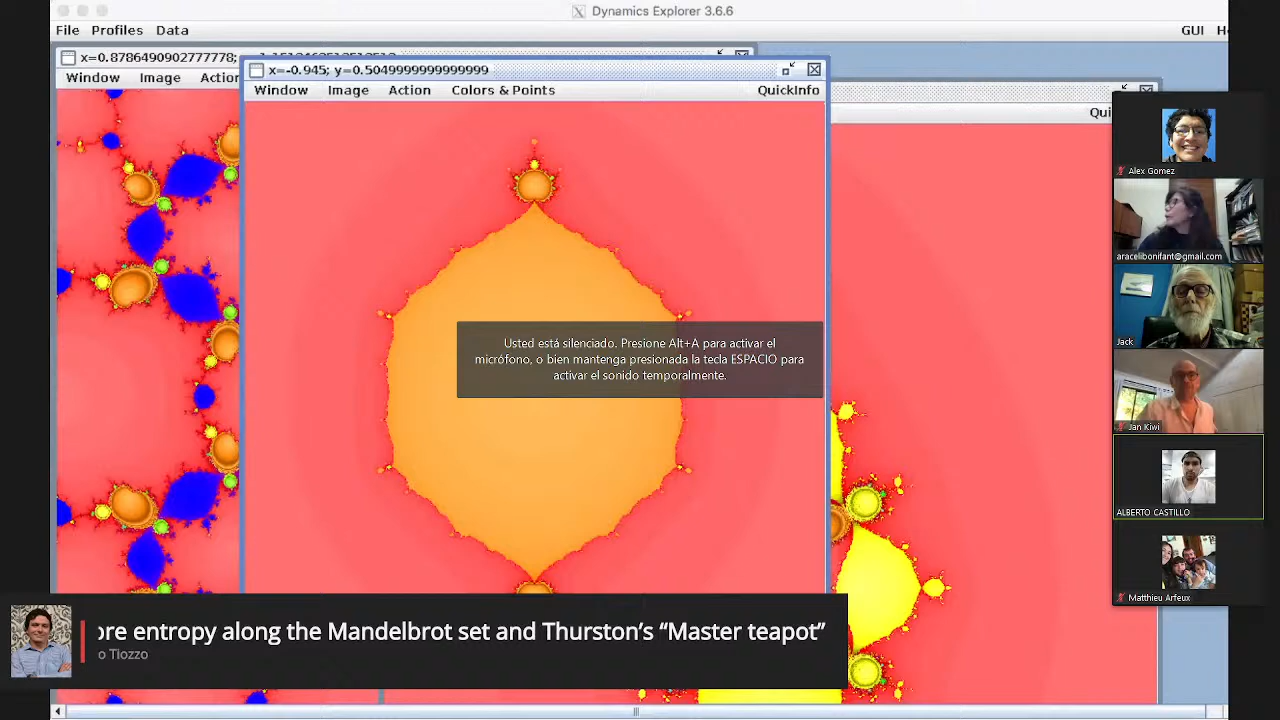 Dynamics Explorer 3.6.6
File Profiles Data GUI
x=0.8786490902777778;
x=-0.945; y=0.5049999999999999
Window Image Action
Window Image Action Colors & Points QuickInfo
Usted está silenciado. Presione Alt+A para activar el
micrófono, o bien mantenga presionada la tecla ESPACIO para
activar el sonido temporalmente.
Alex Gomez
aracelibonifant@gmail.com
Jack
Jan Kiwi
ALBERTO CASTILLO
Matthieu Arfeux
ore entropy along the Mandelbrot set and Thurston's “Master teapot”
o Tiozzo